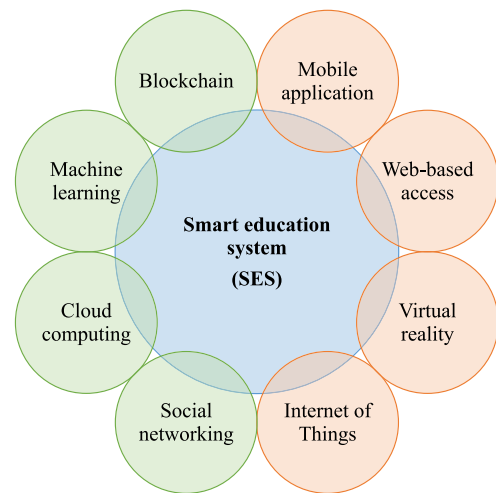 Blockchain
Mobile
application
Machine
learning
Web-based
access
Smart education
system
(SES)
Cloud
computing
Virtual
reality
Social
networking
Internet of
Things